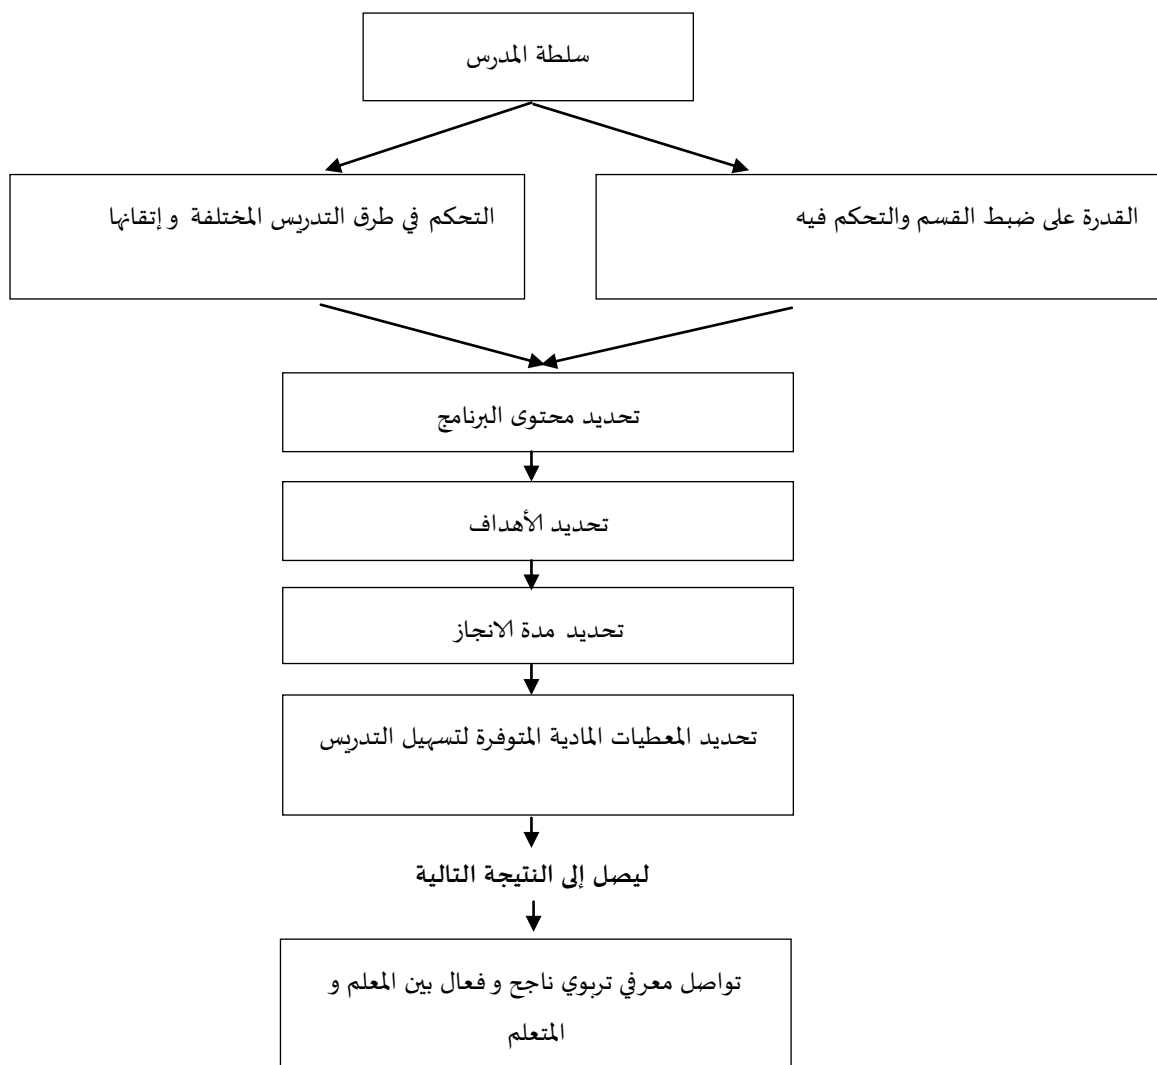 سلطة المدرس
القدرة على ضبط القسم والتحكم فيه
التحكم في طرق التدريس المختلفة و إتقانها
تحديد محتوى البرنامج
تحديد الأهداف
تحديد مدة الانجاز
تحديد المعطيات المادية المتوفرة لتسهيل التدريس
ليصل إلى النتيجة التالية
تواصل معرفي تربوي ناجح و فعال بين المعلم و
المتعلم